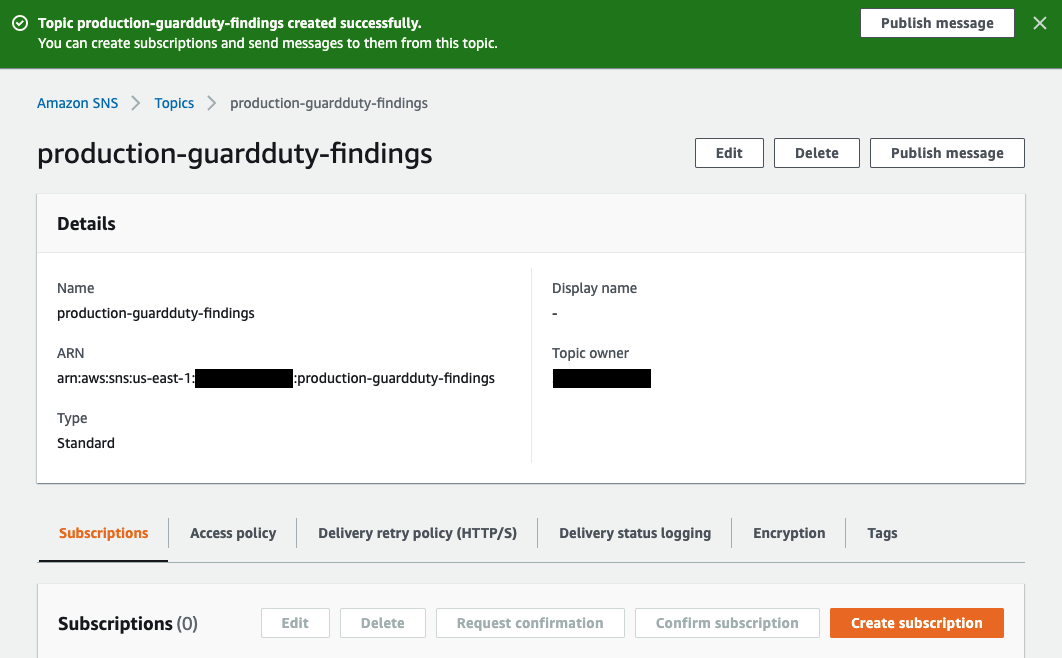 Topic production-guardduty-findings created successfully.
You can create subscriptions and send messages to them from this topic.
Publish message
Amazon SNS
Topics
production-guardduty-findings
production-guardduty-findings
Edit
Delete
Publish message
Details
Name
production-guardduty-findings
Display name
-
ARN
arn:aws:sns:us-east-1:
:production-guardduty-findings
Topic owner
Type
Standard
Subscriptions
Access policy
Delivery retry policy (HTTP/S)
Delivery status logging
Encryption
Tags
Subscriptions (0)
Edit
Delete
Request confirmation
Confirm subscription
Create subscription